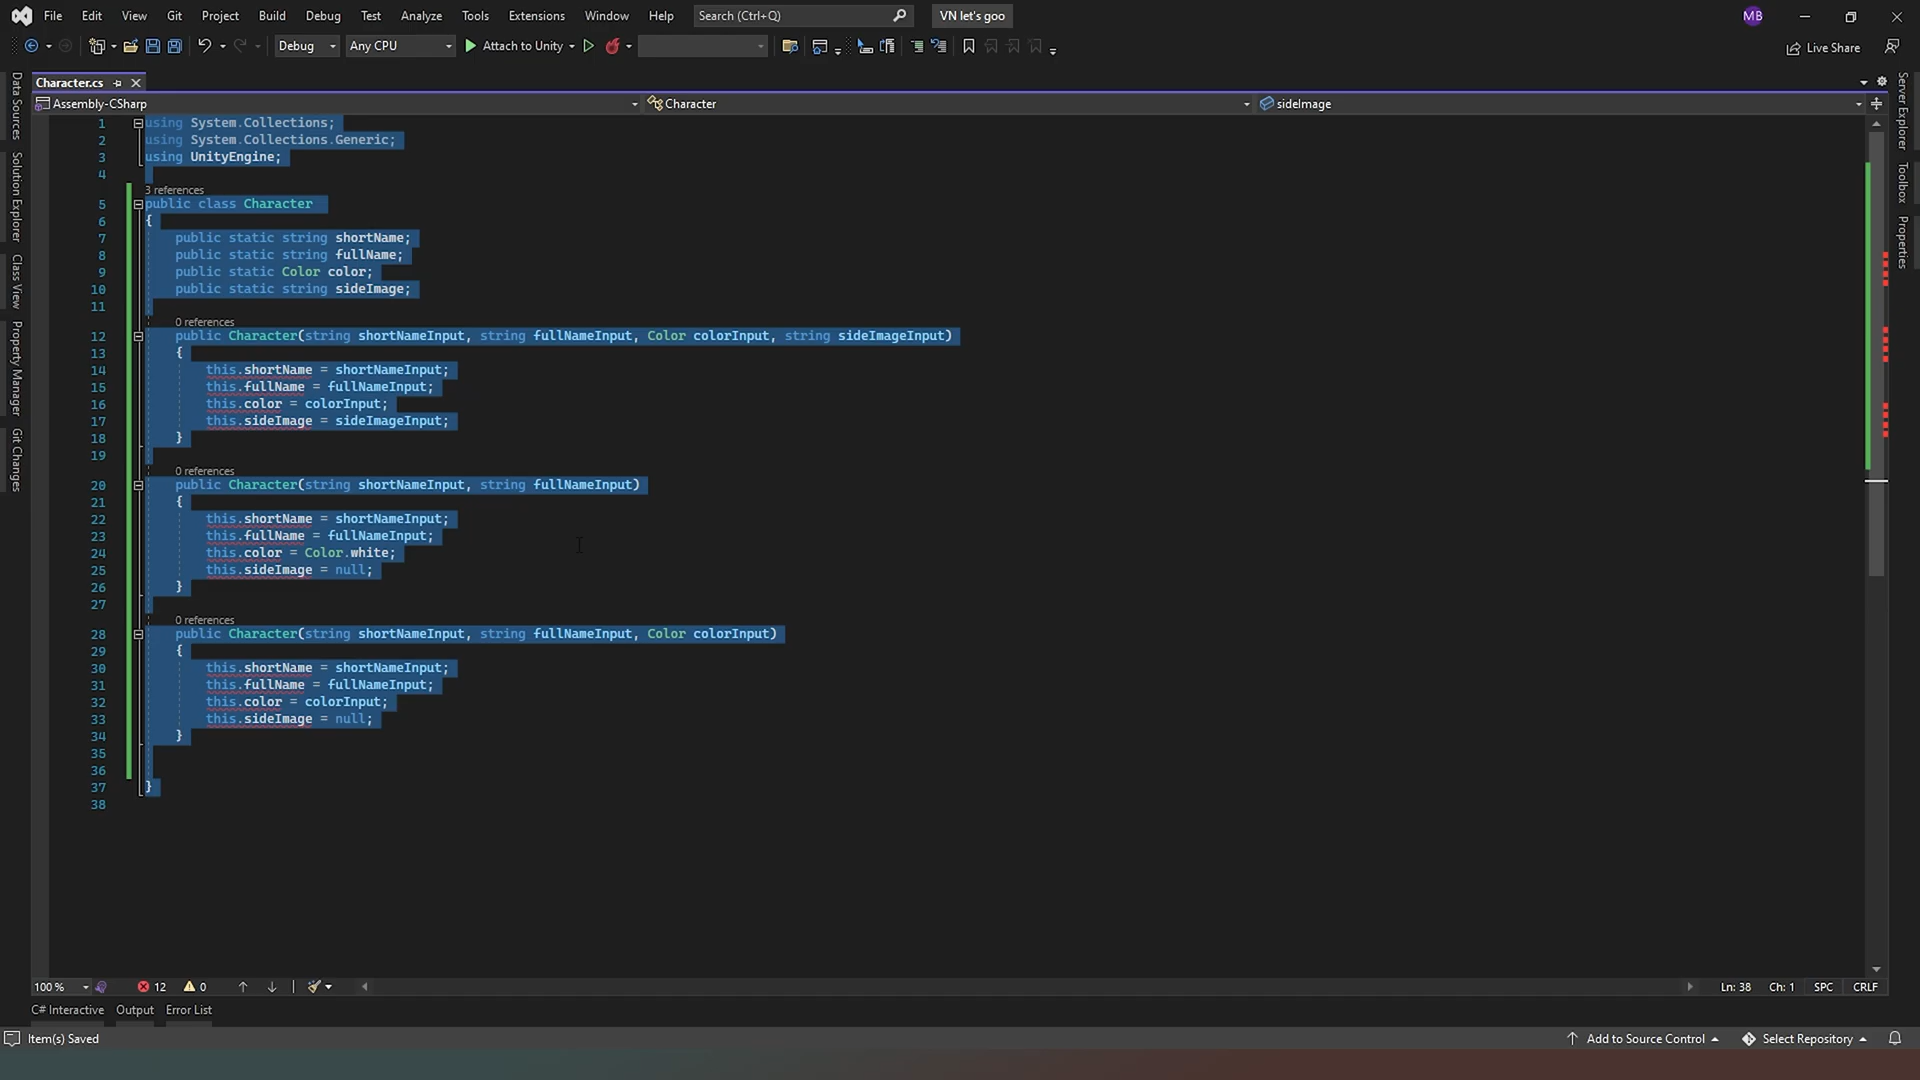 File Edit View Git Project Build Debug Test Analyze Tools Extensions Window Help Search (Ctrl+Q) VN let's goo MB
Debug Any CPU Attach to Unity Live Share
Character.cs
Assembly-CSharp Character sideImage
Data Sources
Solution Explorer
Class View
Property Manager
Git Changes
Server Explorer
Toolbox
Properties
1 using System.Collections;
2 using System.Collections.Generic;
3 using UnityEngine;
4
3 references
5 public class Character
6 {
7 public static string shortName;
8 public static string fullName;
9 public static Color color;
10 public static string sideImage;
11
0 references
12 public Character(string shortNameInput, string fullNameInput, Color colorInput, string sideImageInput)
13 {
14 this.shortName = shortNameInput;
15 this.fullName = fullNameInput;
16 this.color = colorInput;
17 this.sideImage = sideImageInput;
18 }
19
0 references
20 public Character(string shortNameInput, string fullNameInput)
21 {
22 this.shortName = shortNameInput;
23 this.fullName = fullNameInput;
24 this.color = Color.white;
25 this.sideImage = null;
26 }
27
0 references
28 public Character(string shortNameInput, string fullNameInput, Color colorInput)
29 {
30 this.shortName = shortNameInput;
31 this.fullName = fullNameInput;
32 this.color = colorInput;
33 this.sideImage = null;
34 }
35
36
37 }
38
100 % 12 0 Ln: 38 Ch: 1 SPC CRLF
C# Interactive Output Error List
Item(s) Saved Add to Source Control Select Repository